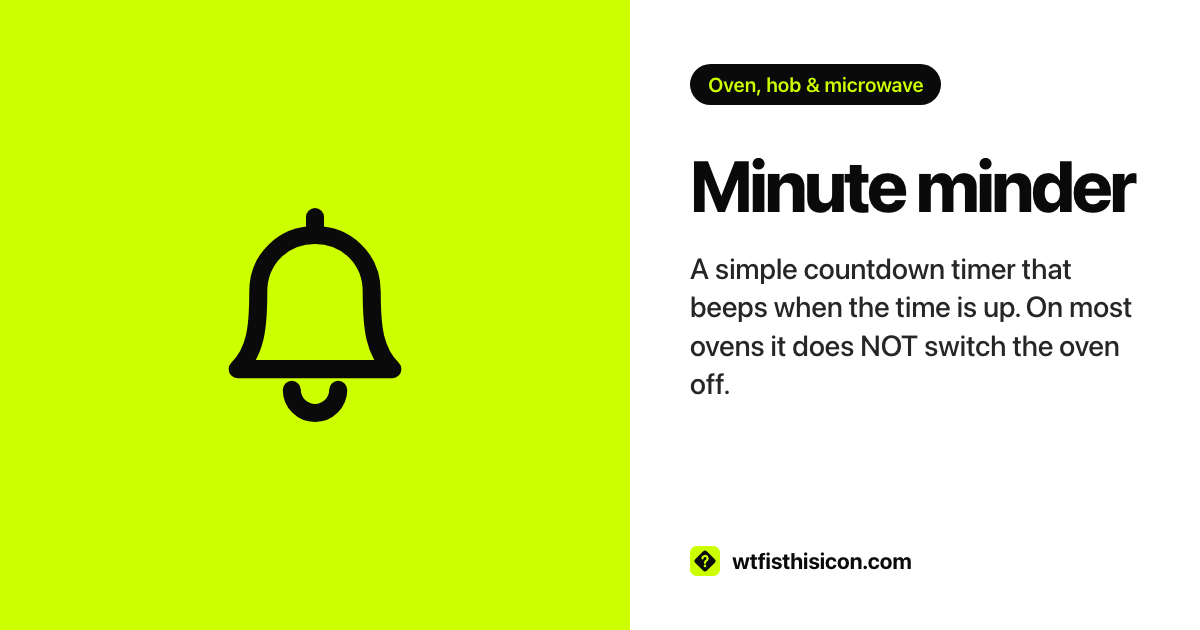 Oven, hob & microwave
Minute minder
A simple countdown timer that
beeps when the time is up. On most
ovens it does NOT switch the oven
off.
?
wtfisthisicon.com